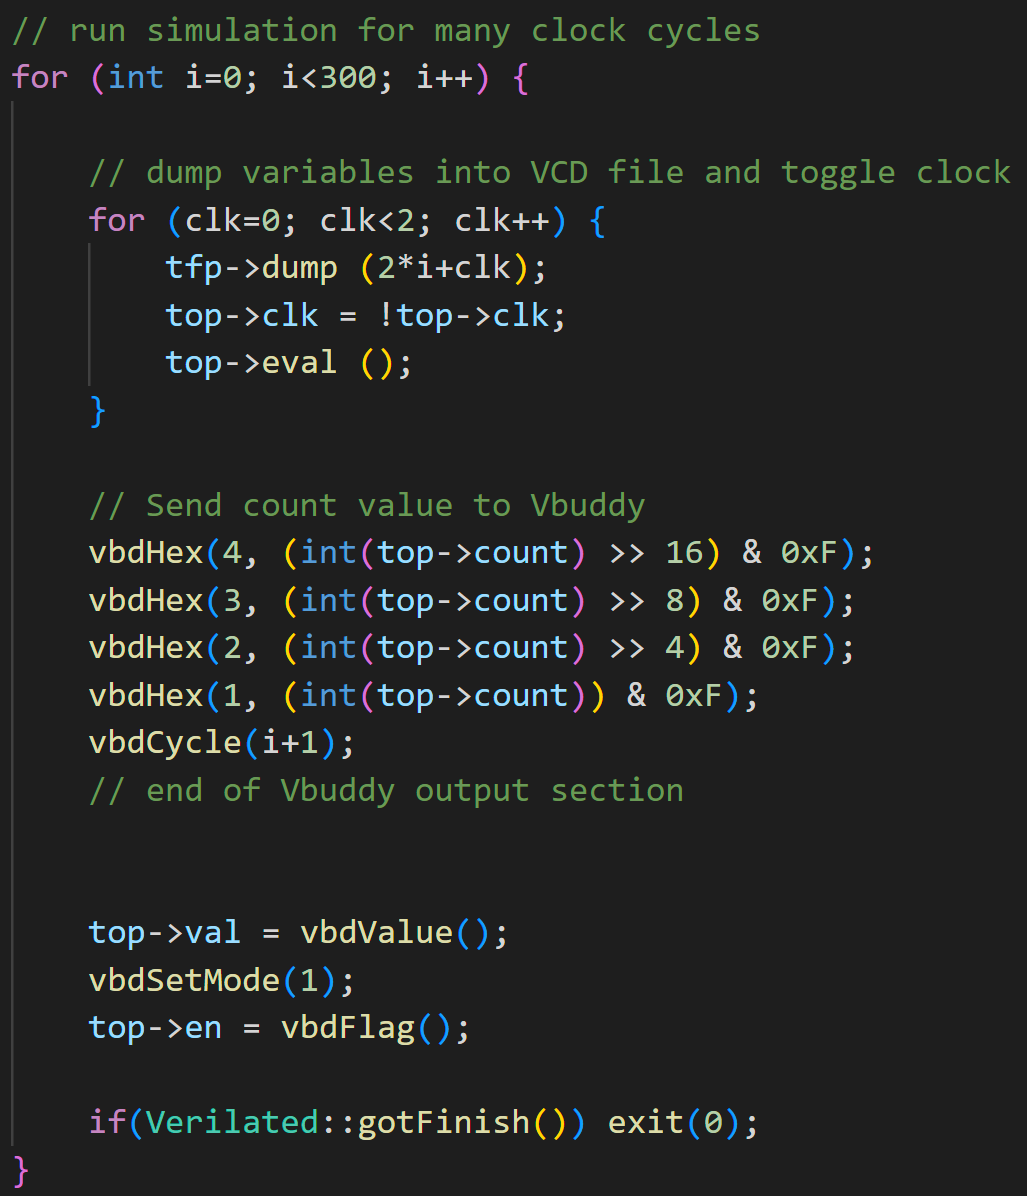 // run simulation for many clock cycles
for (int i=0; i<300; i++) {
// dump variables into VCD file and toggle clock
for (clk=0; clk<2; clk++) {
tfp->dump (2*i+clk);
top->clk = !top->clk;
top->eval ();
}
// Send count value to Vbuddy
vbdHex(4, (int(top->count) >> 16) & 0xF);
vbdHex(3, (int(top->count) >> 8) & 0xF);
vbdHex(2, (int(top->count) >> 4) & 0xF);
vbdHex(1, (int(top->count)) & 0xF);
vbdCycle(i+1);
// end of Vbuddy output section
top->val = vbdValue();
vbdSetMode(1);
top->en = vbdFlag();
if(Verilated::gotFinish()) exit(0);
}